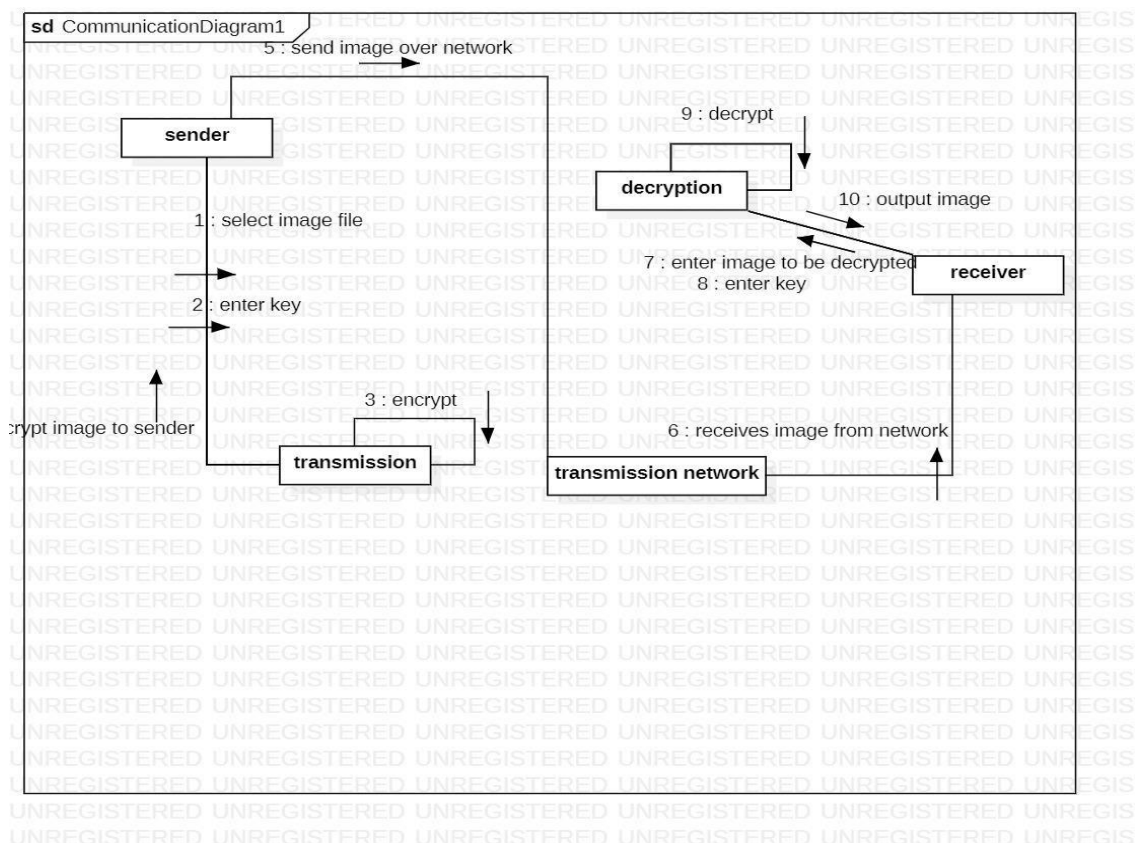 sd CommunicationDiagram1
5 : send image over network
sender
9 : decrypt
decryption
1 : select image file
10 : output image
7 : enter image to be decrypted
8 : enter key
receiver
2 : enter key
3 : encrypt
crypt image to sender
transmission
6 : receives image from network
transmission network
UNREGISTERED